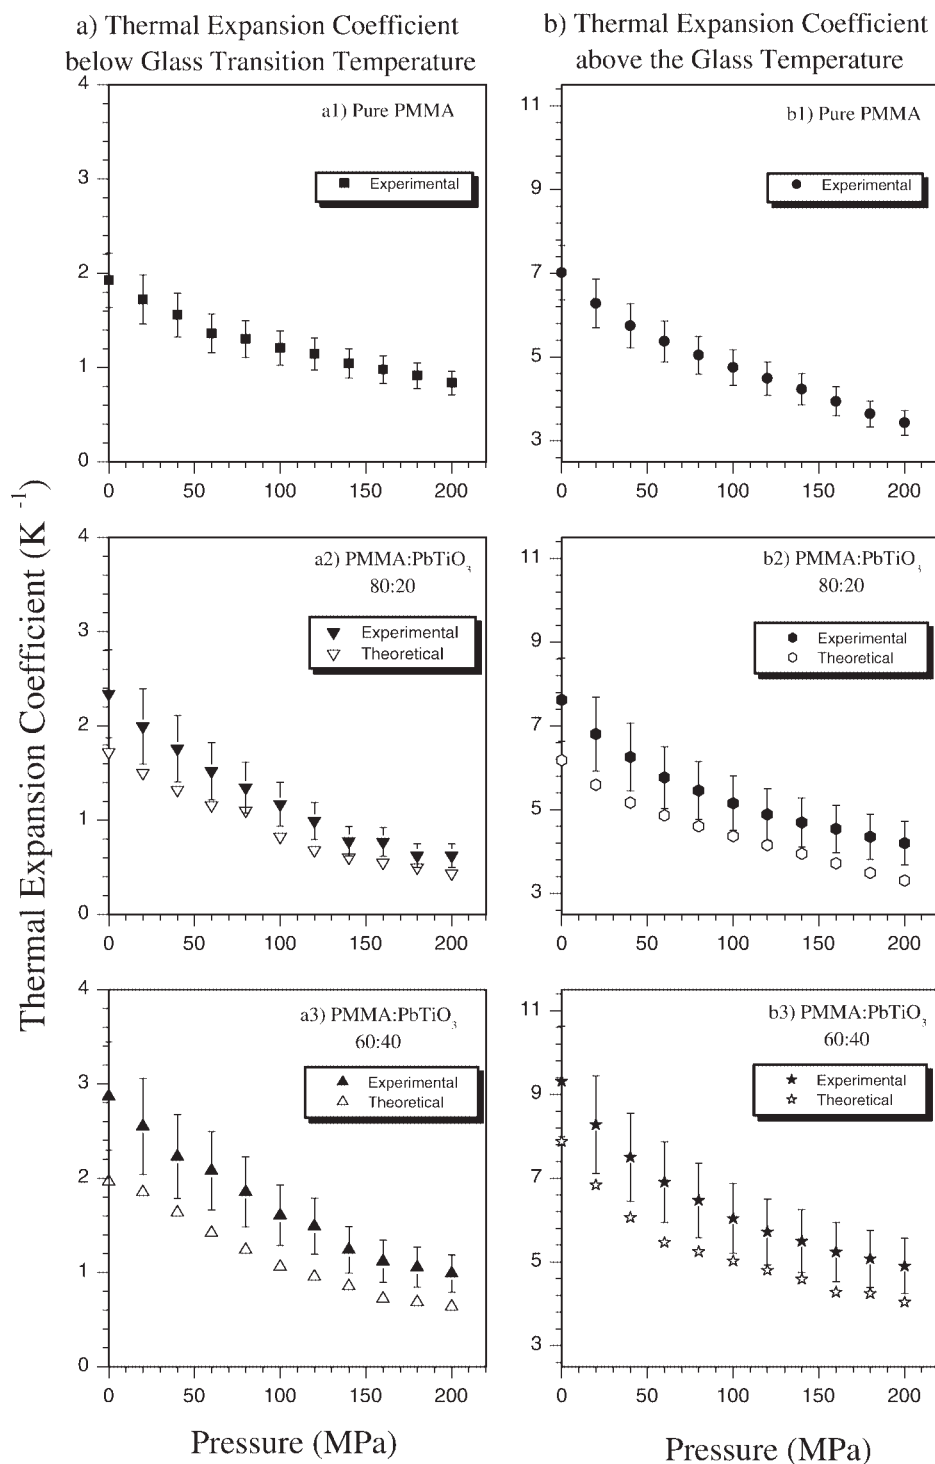 a) Thermal Expansion Coefficient
below Glass Transition Temperature
b) Thermal Expansion Coefficient
above the Glass Temperature
Thermal Expansion Coefficient (K⁻¹)
a1) Pure PMMA
Experimental
4
3
2
1
0
0 50 100 150 200
b1) Pure PMMA
Experimental
11
9
7
5
3
0 50 100 150 200
a2) PMMA:PbTiO₃
80:20
Experimental
Theoretical
4
3
2
1
0
0 50 100 150 200
b2) PMMA:PbTiO₃
80:20
Experimental
Theoretical
11
9
7
5
3
0 50 100 150 200
a3) PMMA:PbTiO₃
60:40
Experimental
Theoretical
4
3
2
1
0
0 50 100 150 200
Pressure (MPa)
b3) PMMA:PbTiO₃
60:40
Experimental
Theoretical
11
9
7
5
3
0 50 100 150 200
Pressure (MPa)